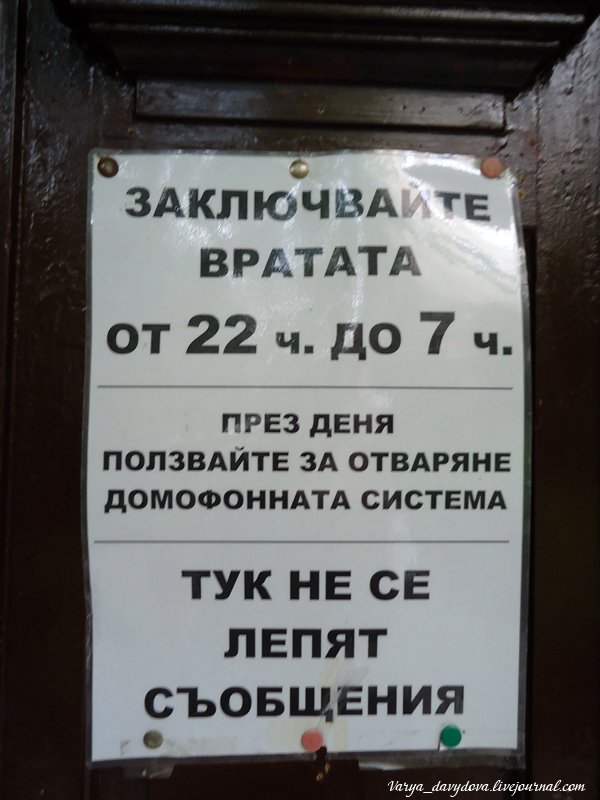 ЗАКЛЮЧВАЙТЕ
ВРАТАТА
ОТ 22 ч. ДО 7 ч.
ПРЕЗ ДЕНЯ
ПОЛЗВАЙТЕ ЗА ОТВАРЯНЕ
ДОМОФОННАТА СИСТЕМА
ТУК НЕ СЕ
ЛЕПЯТ
СЪОБЩЕНИЯ
Varya_davydova.livejournal.com